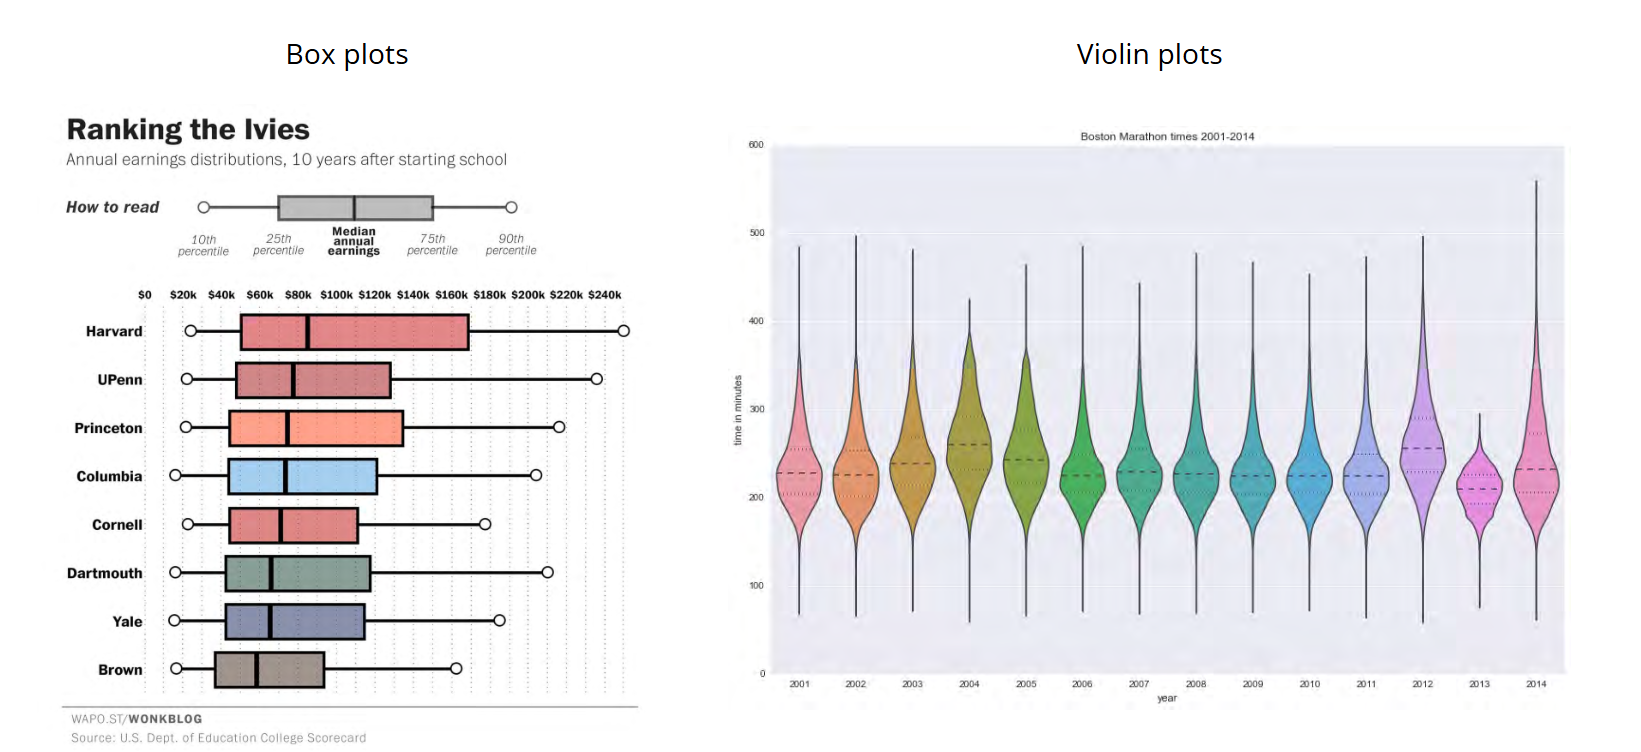 Box plots
Violin plots
Ranking the Ivies
Annual earnings distributions, 10 years after starting school
How to read
10th
percentile
25th
percentile
Median
annual
earnings
75th
percentile
90th
percentile
$0 $20k $40k $60k $80k $100k $120k $140k $160k $180k $200k $220k $240k
Harvard
UPenn
Princeton
Columbia
Cornell
Dartmouth
Yale
Brown
WAPO.ST/WONKBLOG
Source: U.S. Dept. of Education College Scorecard
Boston Marathon times 2001-2014
600
500
400
300
200
100
0
time in minutes
2001 2002 2003 2004 2005 2006 2007 2008 2009 2010 2011 2012 2013 2014
year